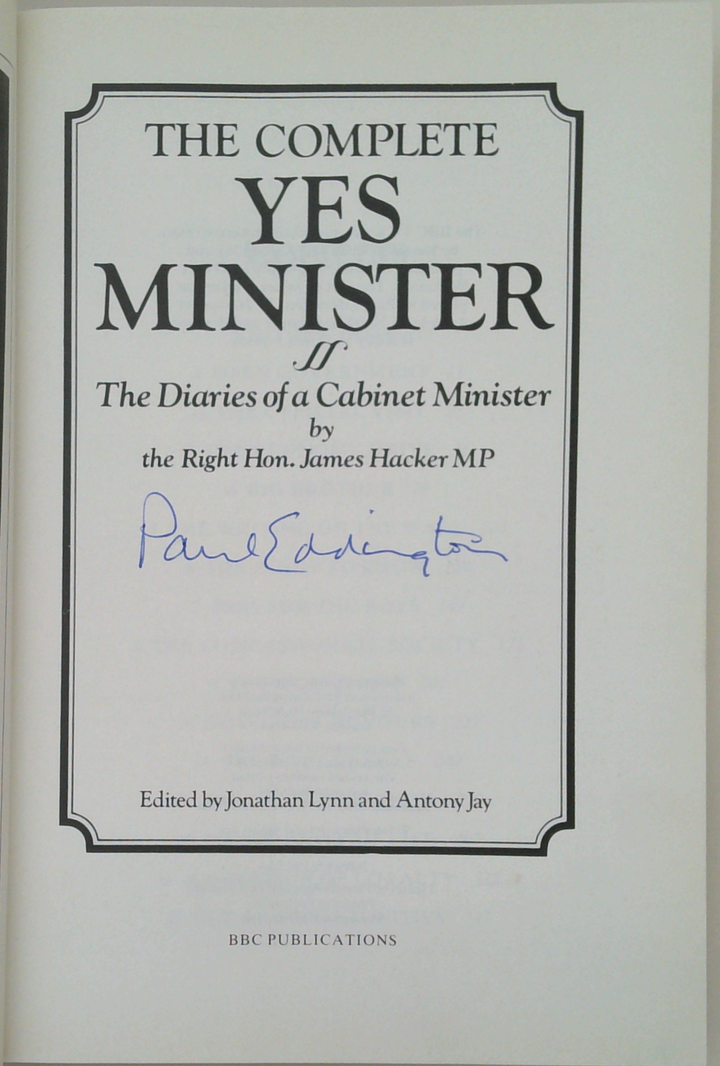 THE COMPLETE
YES
MINISTER
The Diaries of a Cabinet Minister
by
the Right Hon. James Hacker MP
Paul Eddington
Edited by Jonathan Lynn and Antony Jay
BBC PUBLICATIONS